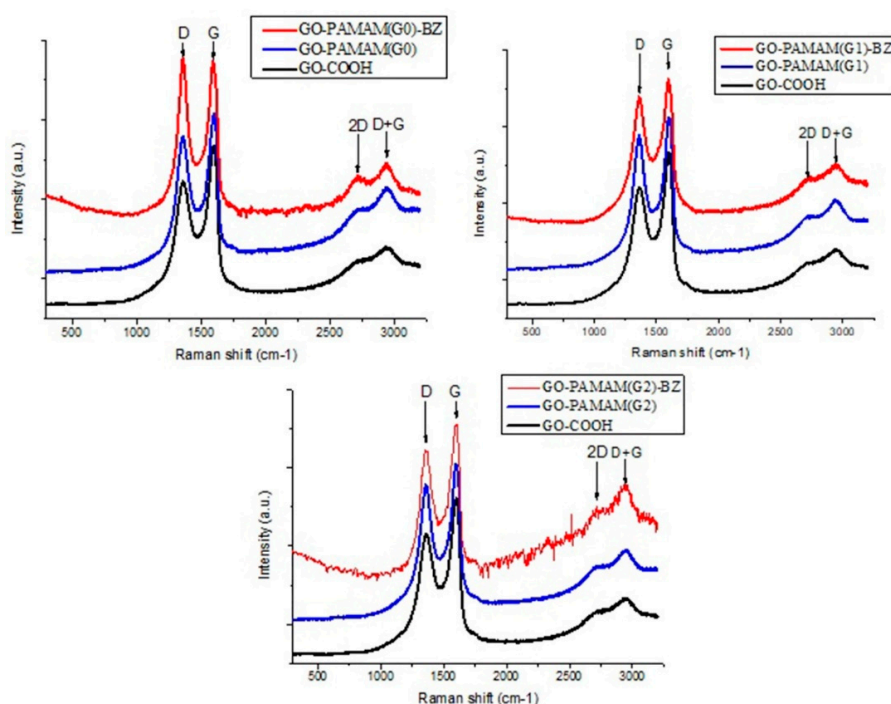 GO-PAMAM(G0)-BZ
GO-PAMAM(G0)
GO-COOH
D G
2D D+G
Intensity (a.u.)
500 1000 1500 2000 2500 3000
Raman shift (cm-1)
GO-PAMAM(G1)-BZ
GO-PAMAM(G1)
GO-COOH
D G
2D D+G
Intensity (a.u.)
500 1000 1500 2000 2500 3000
Raman shift (cm-1)
GO-PAMAM(G2)-BZ
GO-PAMAM(G2)
GO-COOH
D G
2D D+G
Intensity (a.u.)
500 1000 1500 2000 2500 3000
Raman shift (cm-1)